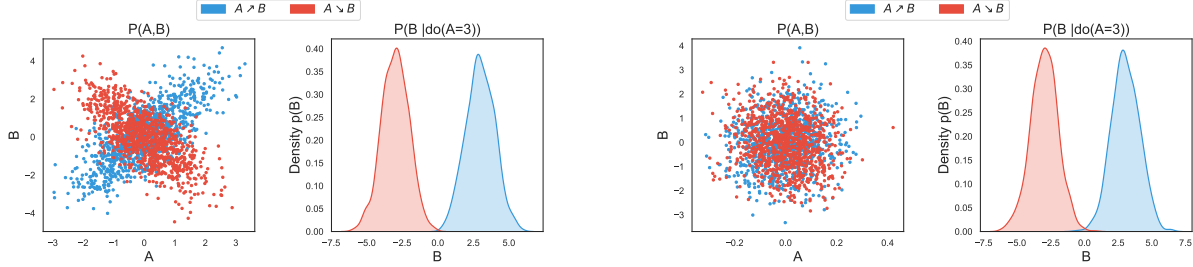 A ↗ B A ↘ B
P(A,B)
B
4
2
0
−2
−4
−3 −2 −1 0 1 2 3
A
P(B |do(A=3))
Density p(B)
0.40
0.35
0.30
0.25
0.20
0.15
0.10
0.05
0.00
−7.5 −5.0 −2.5 0.0 2.5 5.0
B
A ↗ B A ↘ B
P(A,B)
B
4
3
2
1
0
−1
−2
−3
−0.2 0.0 0.2 0.4
A
P(B |do(A=3))
Density p(B)
0.40
0.35
0.30
0.25
0.20
0.15
0.10
0.05
0.00
−7.5 −5.0 −2.5 0.0 2.5 5.0 7.5
B